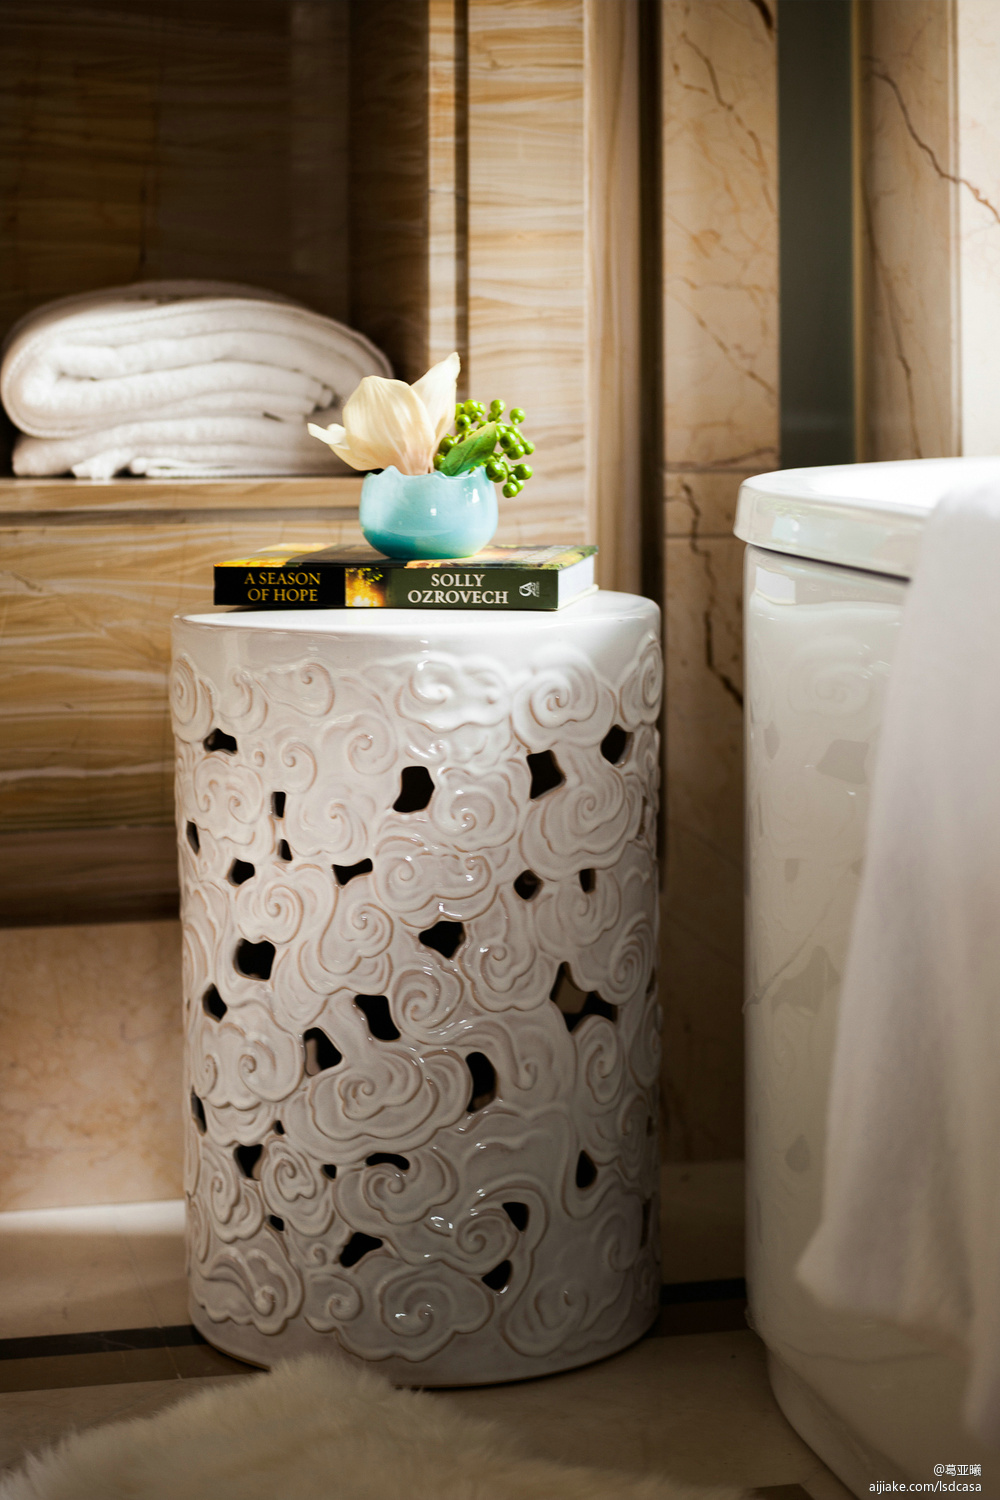 A SEASON
OF HOPE
SOLLY
OZROVECH
@葛亚曦
aijiake.com/lsdcasa